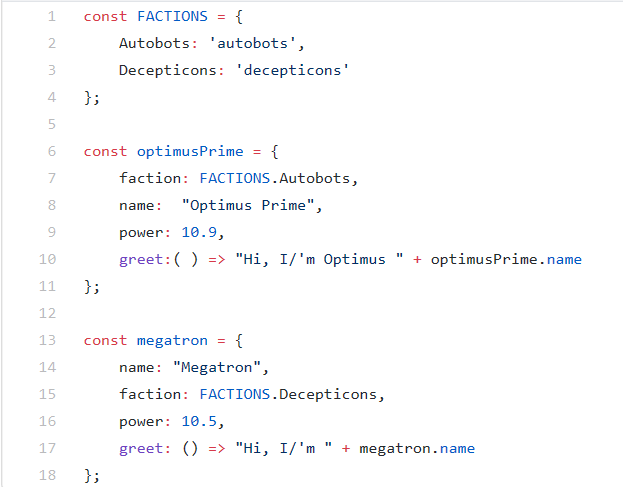 1 const FACTIONS = {
2     Autobots: 'autobots',
3     Decepticons: 'decepticons'
4 };
5
6 const optimusPrime = {
7     faction: FACTIONS.Autobots,
8     name:  "Optimus Prime",
9     power: 10.9,
10     greet:( ) => "Hi, I/'m Optimus " + optimusPrime.name
11 };
12
13 const megatron = {
14     name: "Megatron",
15     faction: FACTIONS.Decepticons,
16     power: 10.5,
17     greet: () => "Hi, I/'m " + megatron.name
18 };